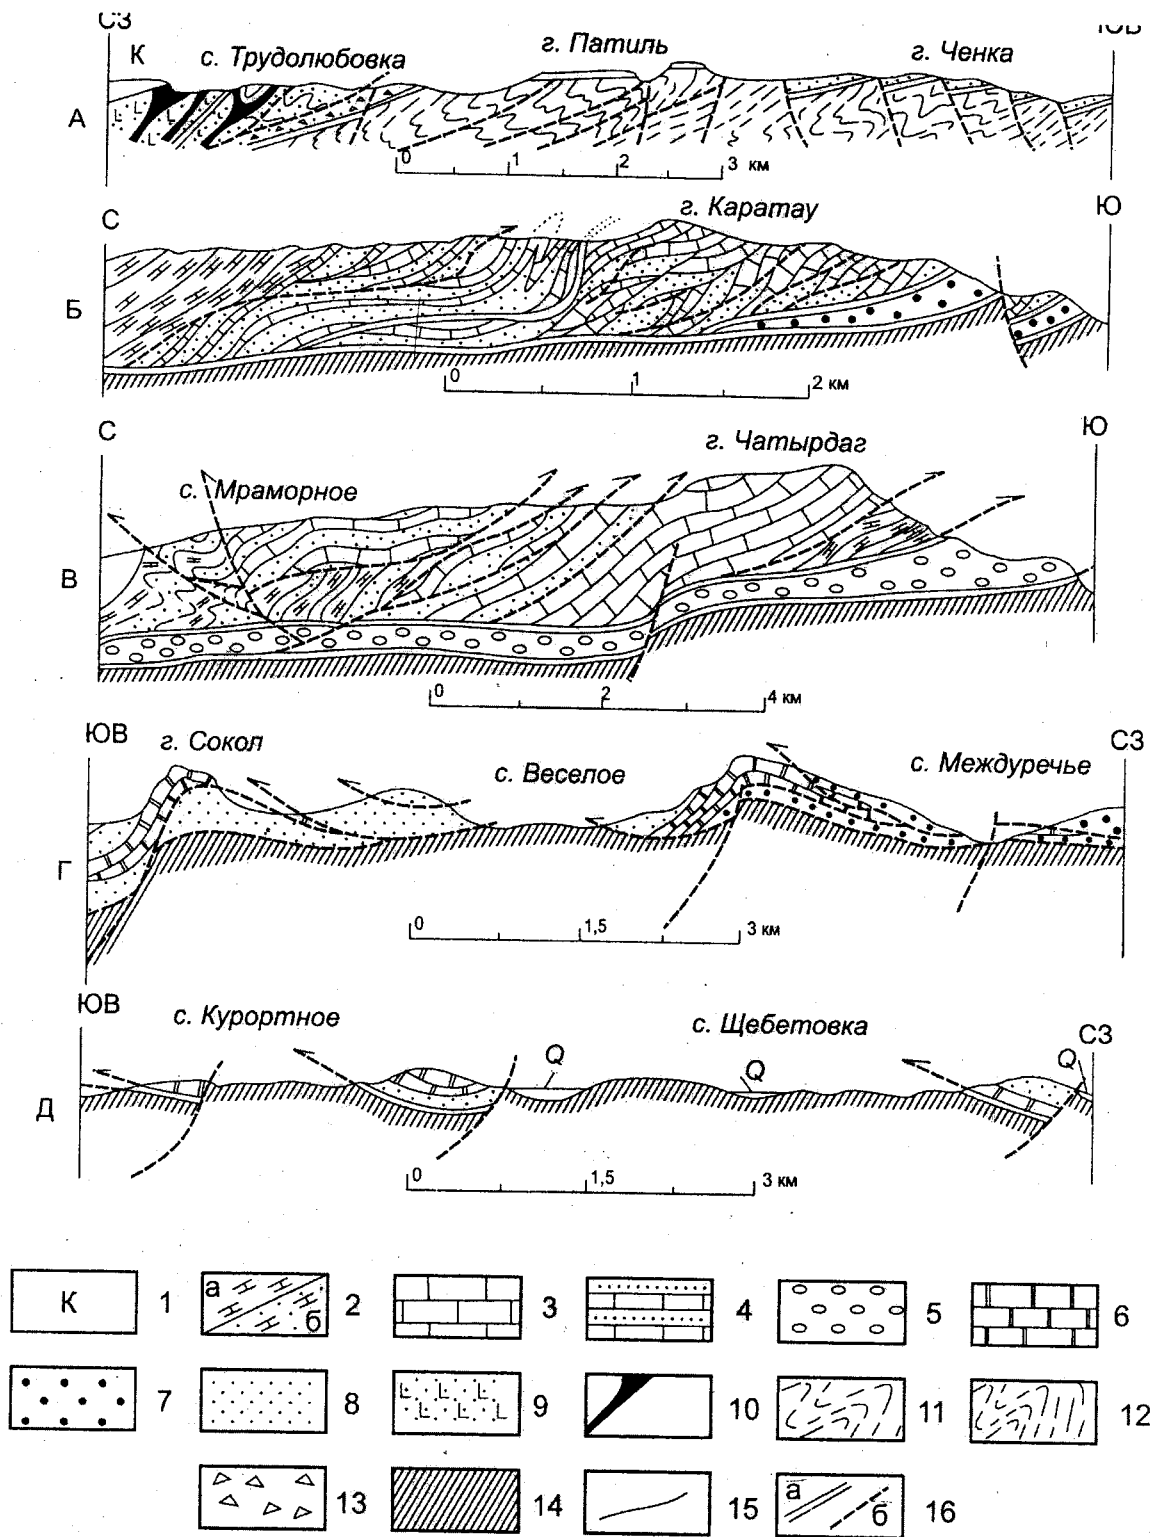 СЗ ЮВ
К с. Трудолюбовка г. Патиль г. Ченка
А
0 1 2 3 км
С г. Каратау Ю
Б
0 1 2 км
С г. Чатырдаг Ю
с. Мраморное
В
0 2 4 км
ЮВ г. Сокол с. Веселое с. Междуречье СЗ
Г
0 1,5 3 км
ЮВ с. Курортное с. Щебетовка СЗ
Q Q Q
Д
0 1,5 3 км
К 1 а б 2 3 4 5 6
7 8 9 10 11 12
13 14 15 а б 16